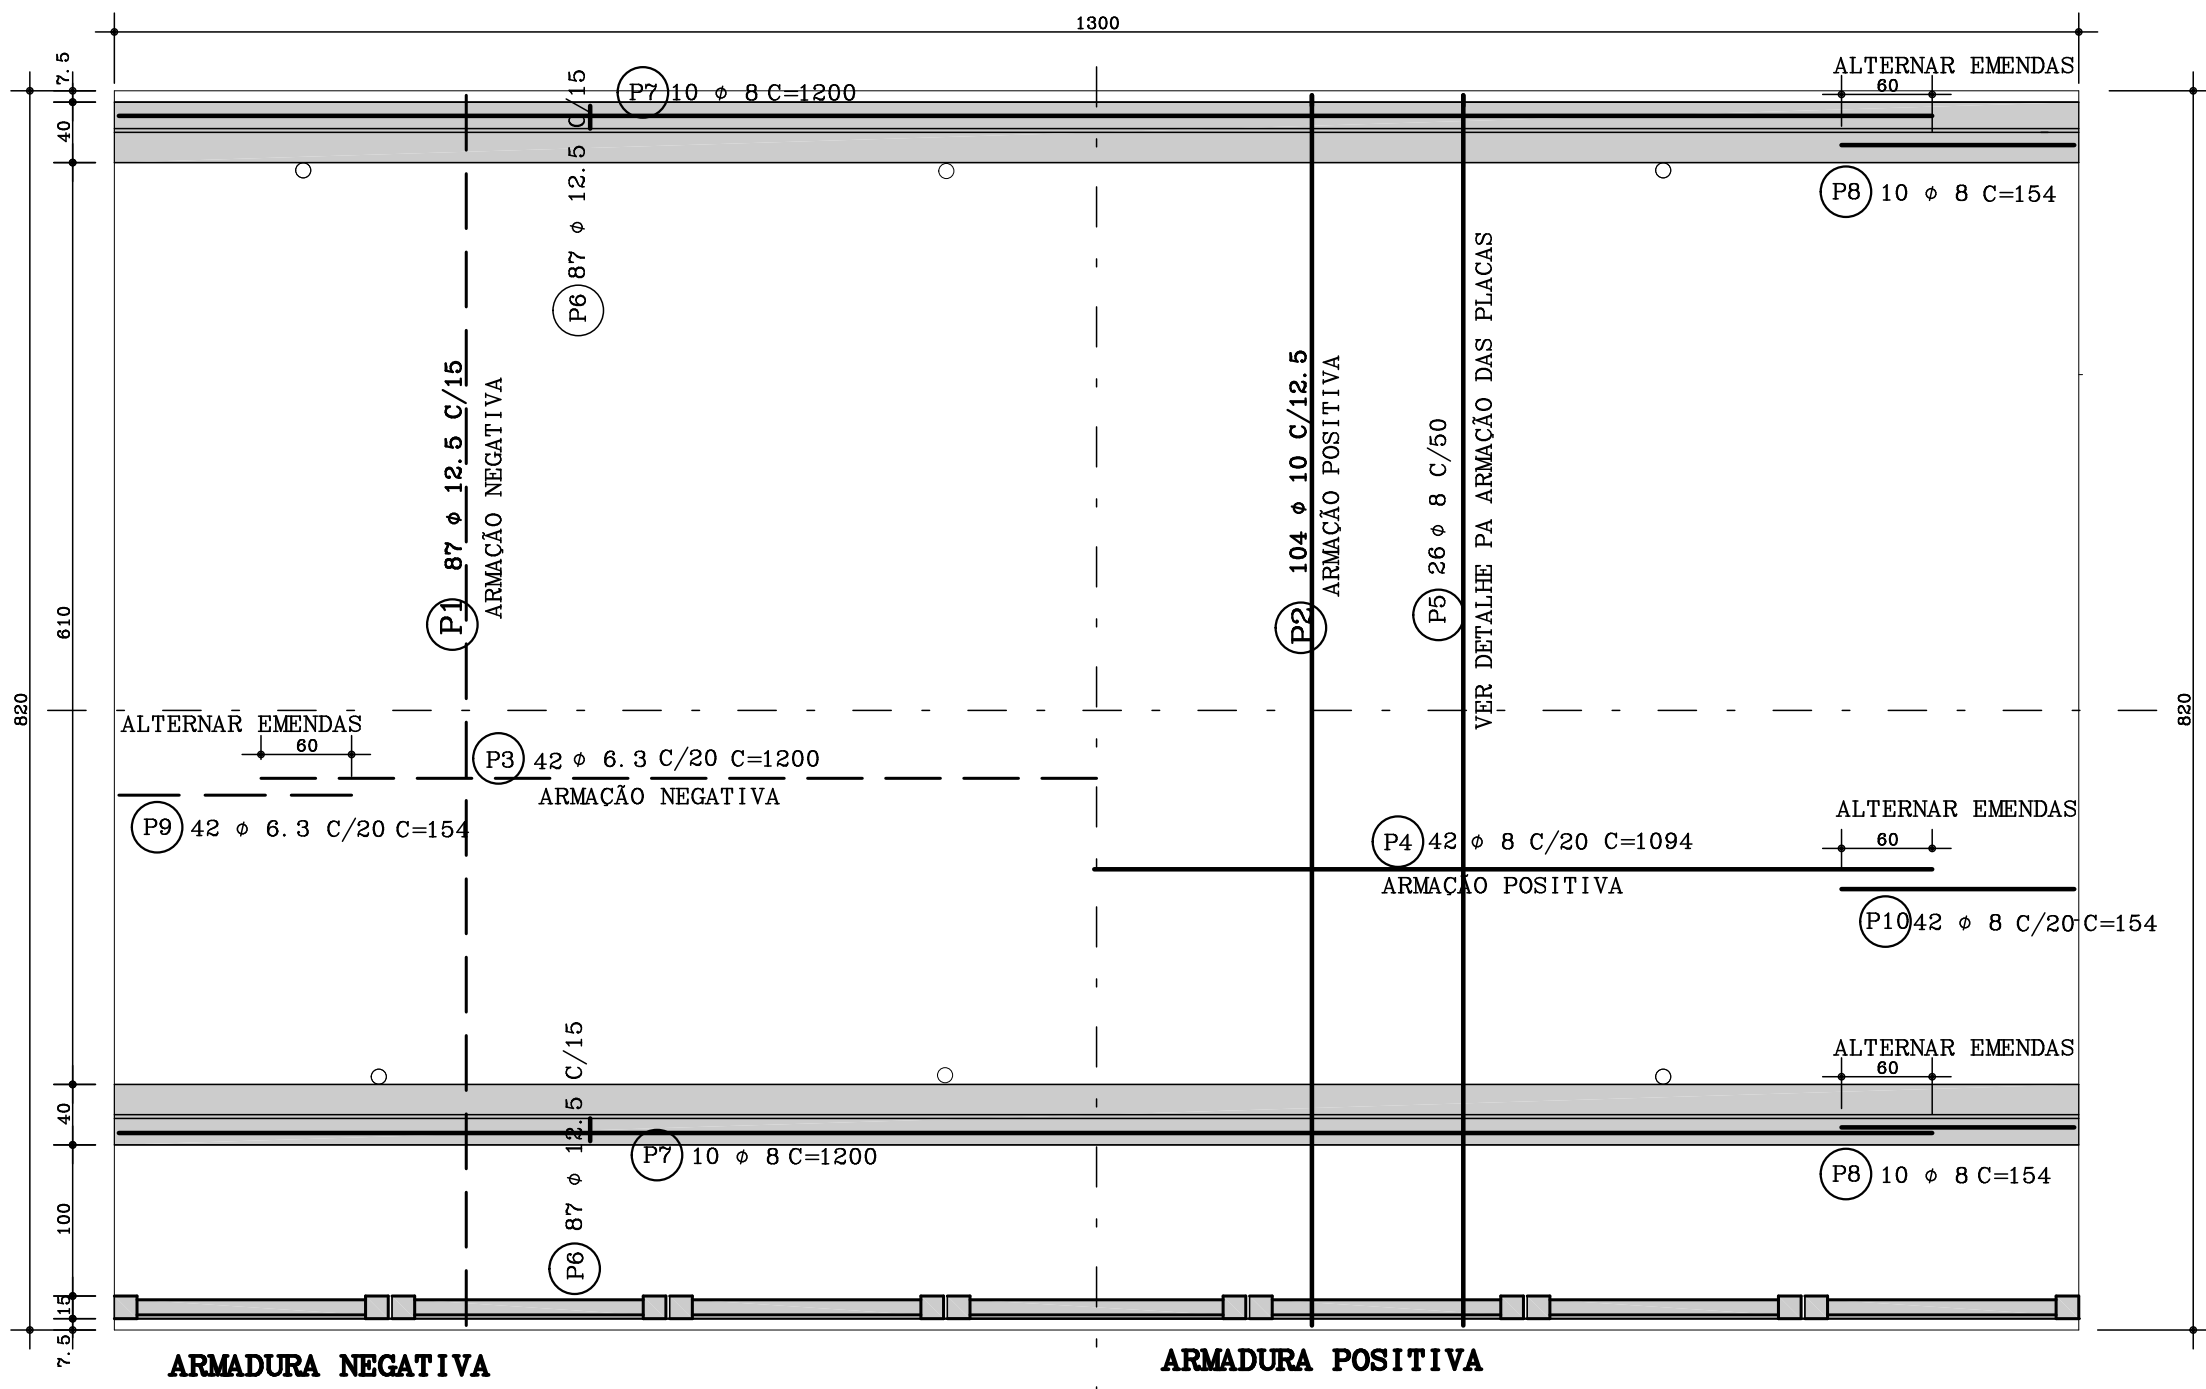 1300
7.5
40
610
820
40
100
15
7.5
820
ALTERNAR EMENDAS
60
P7 10 φ 8 C=1200
P8 10 φ 8 C=154
P6 87 φ 12.5 C/15
P1 87 φ 12.5 C/15
ARMAÇÃO NEGATIVA
P2 104 φ 10 C/12.5
ARMAÇÃO POSITIVA
P5 26 φ 8 C/50
VER DETALHE PA ARMAÇÃO DAS PLACAS
ALTERNAR EMENDAS
60
P3 42 φ 6.3 C/20 C=1200
ARMAÇÃO NEGATIVA
P9 42 φ 6.3 C/20 C=154
P4 42 φ 8 C/20 C=1094
ARMAÇÃO POSITIVA
ALTERNAR EMENDAS
60
P10 42 φ 8 C/20 C=154
ALTERNAR EMENDAS
60
P6 87 φ 12.5 C/15
P7 10 φ 8 C=1200
P8 10 φ 8 C=154
ARMADURA NEGATIVA
ARMADURA POSITIVA